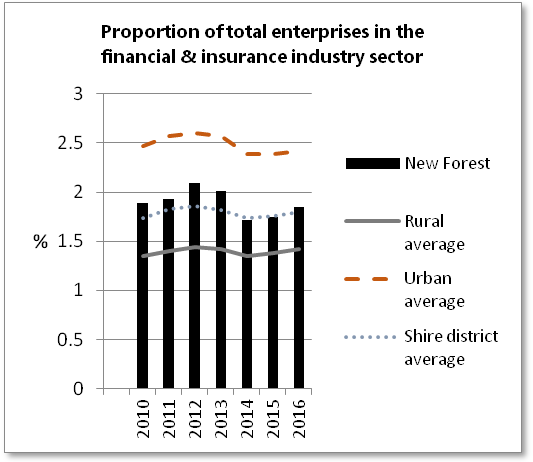 Proportion of total enterprises in the
financial & insurance industry sector
3
2.5
2
1.5
1
0.5
0
%
2010
2011
2012
2013
2014
2015
2016
New Forest
Rural
average
Urban
average
Shire district
average